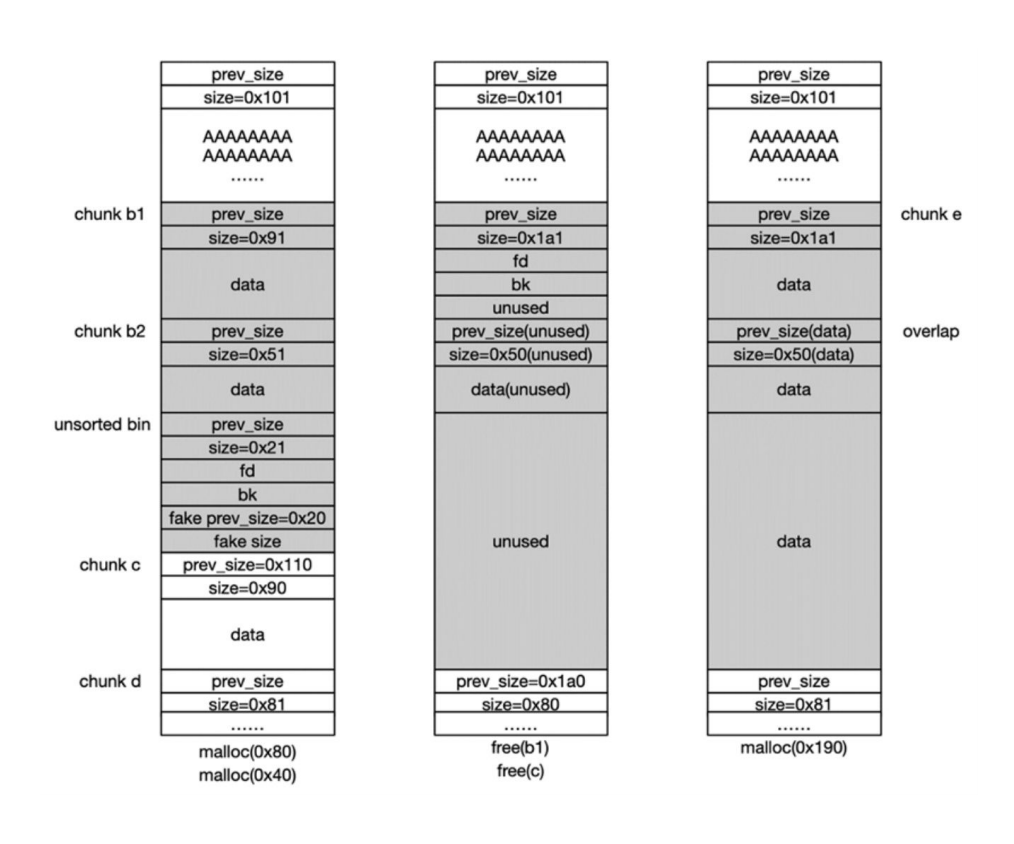 prev_size
size=0x101
AAAAAAAA
AAAAAAAA
......
chunk b1
prev_size
size=0x91
data
chunk b2
prev_size
size=0x51
data
unsorted bin
prev_size
size=0x21
fd
bk
fake prev_size=0x20
fake size
chunk c
prev_size=0x110
size=0x90
data
chunk d
prev_size
size=0x81
......
malloc(0x80)
malloc(0x40)
prev_size
size=0x101
AAAAAAAA
AAAAAAAA
......
prev_size
size=0x1a1
fd
bk
unused
prev_size(unused)
size=0x50(unused)
data(unused)
unused
prev_size=0x1a0
size=0x80
......
free(b1)
free(c)
prev_size
size=0x101
AAAAAAAA
AAAAAAAA
......
prev_size
chunk e
size=0x1a1
data
prev_size(data)
overlap
size=0x50(data)
data
data
prev_size
size=0x81
......
malloc(0x190)